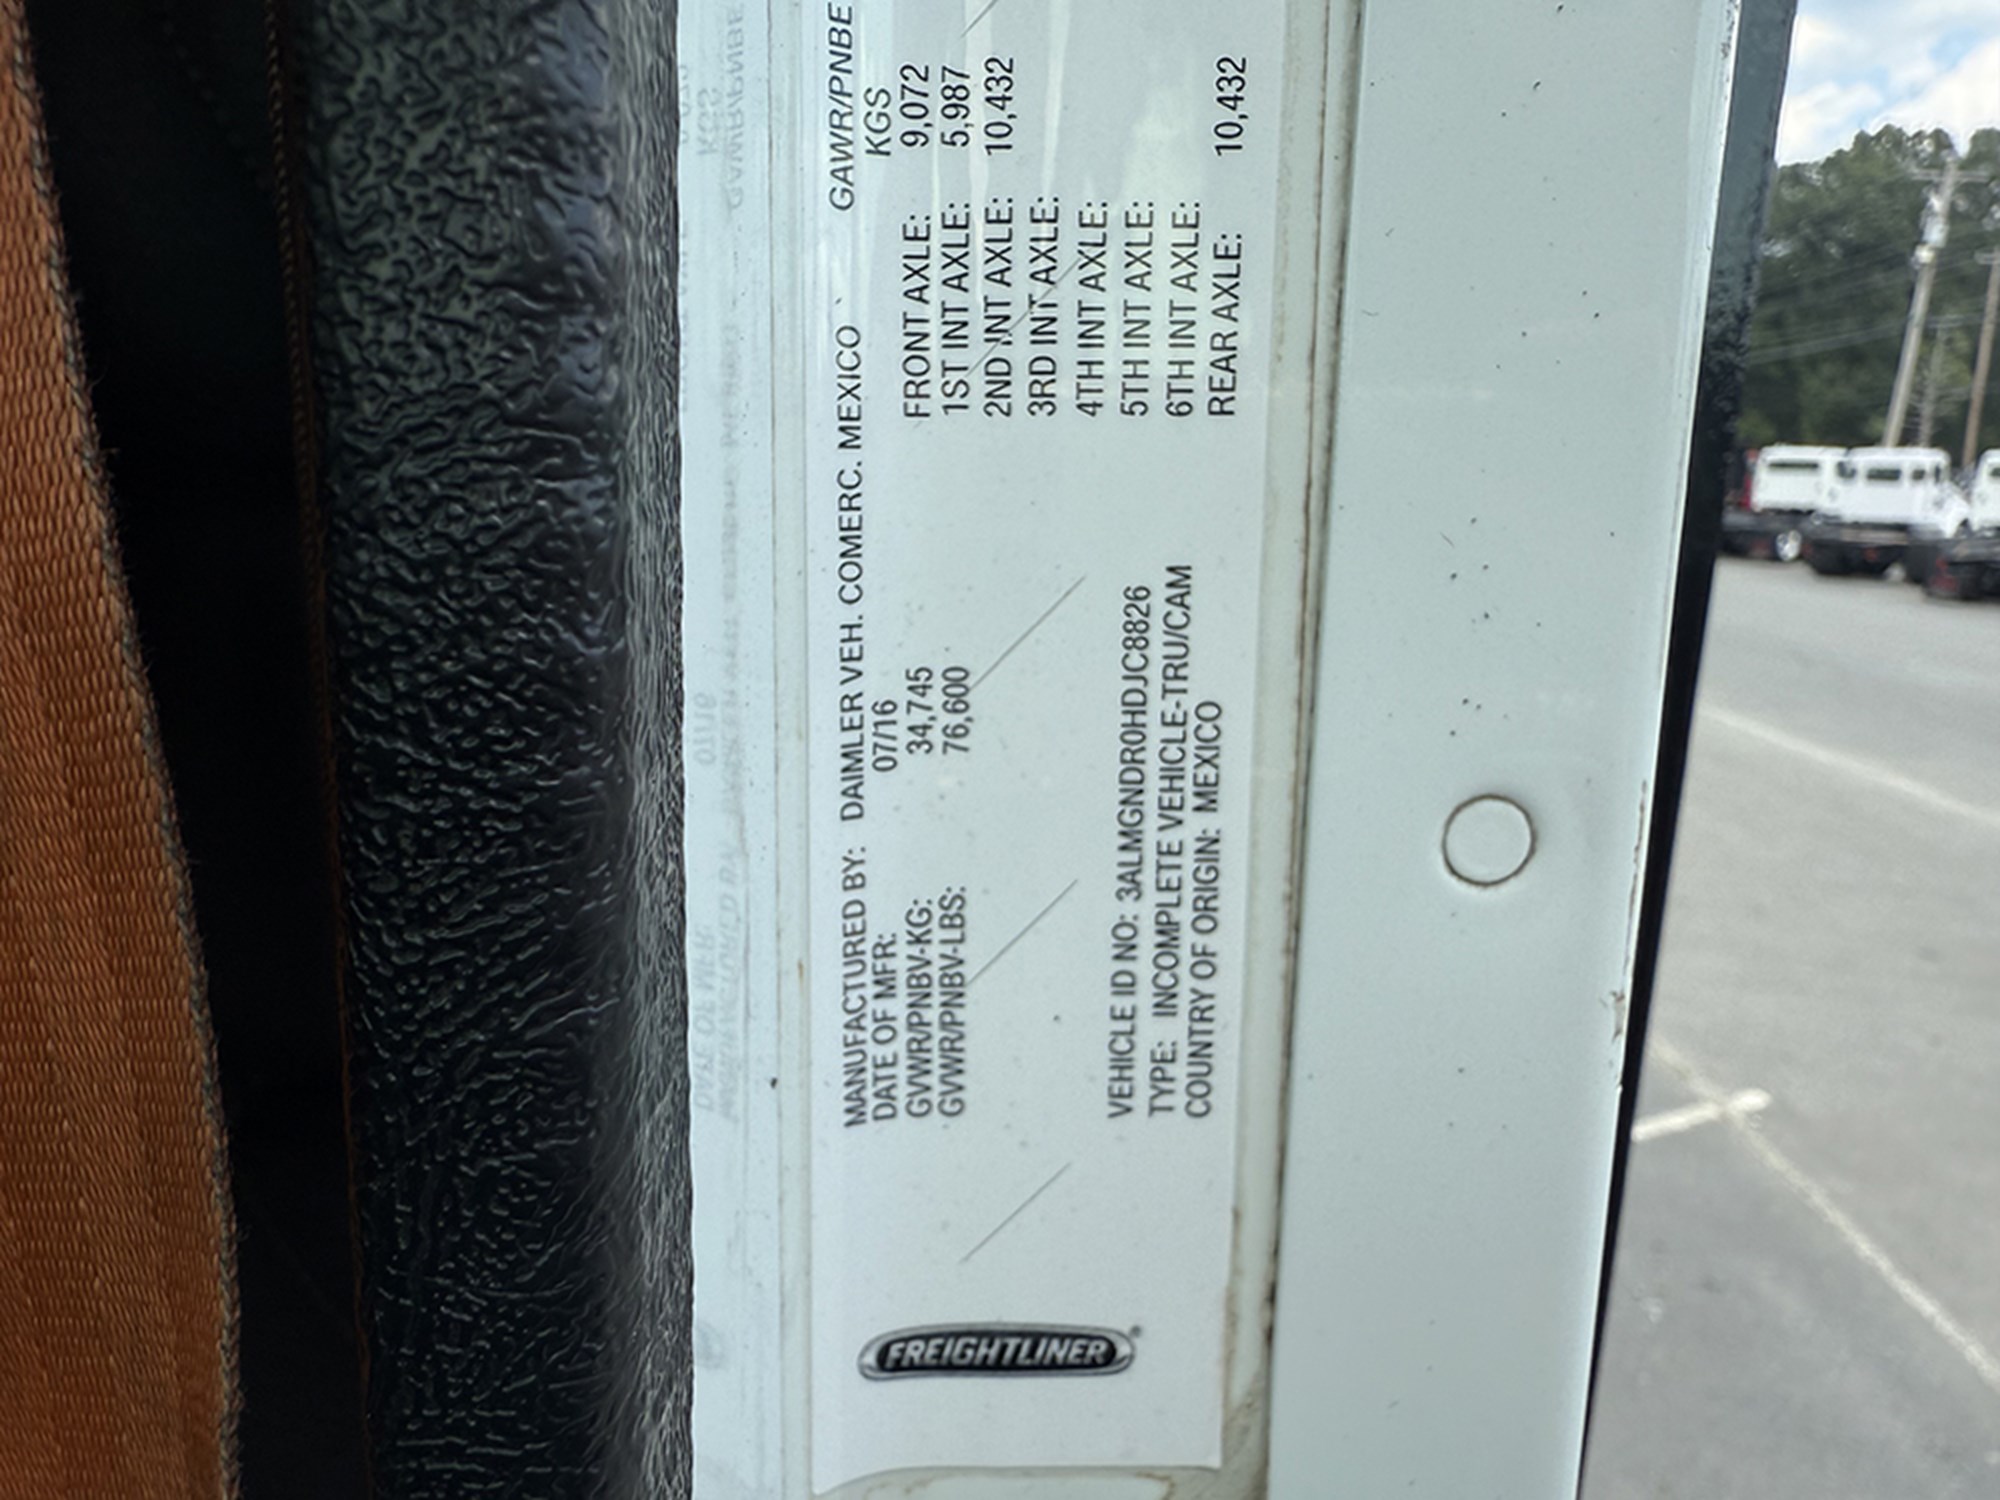 FREIGHTLINER
MANUFACTURED BY: DAIMLER VEH. COMERC. MEXICO
DATE OF MFR: 07/16
GVWR/PNBV-KG: 34,745
GVWR/PNBV-LBS: 76,600
VEHICLE ID NO: 3ALMGNDR0HDJC8826
TYPE: INCOMPLETE VEHICLE-TRU/CAM
COUNTRY OF ORIGIN: MEXICO
GAWR/PNBE
KGS
FRONT AXLE: 9,072
1ST INT AXLE: 5,987
2ND INT AXLE: 10,432
3RD INT AXLE:
4TH INT AXLE:
5TH INT AXLE:
6TH INT AXLE:
REAR AXLE: 10,432